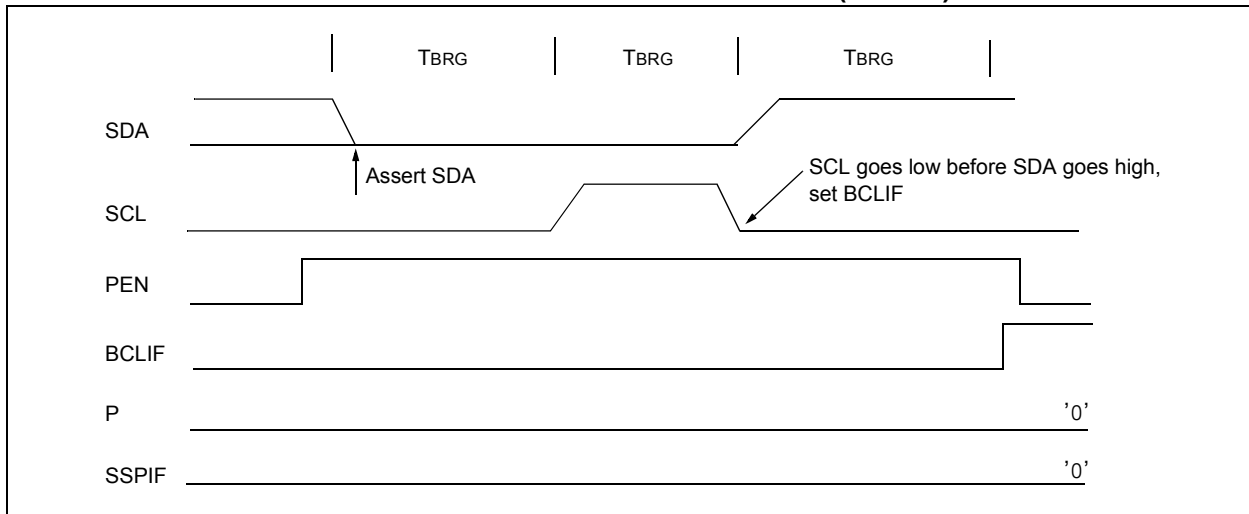 TBRG TBRG TBRG
SDA
Assert SDA
SCL goes low before SDA goes high,
set BCLIF
SCL
PEN
BCLIF
P '0'
SSPIF '0'